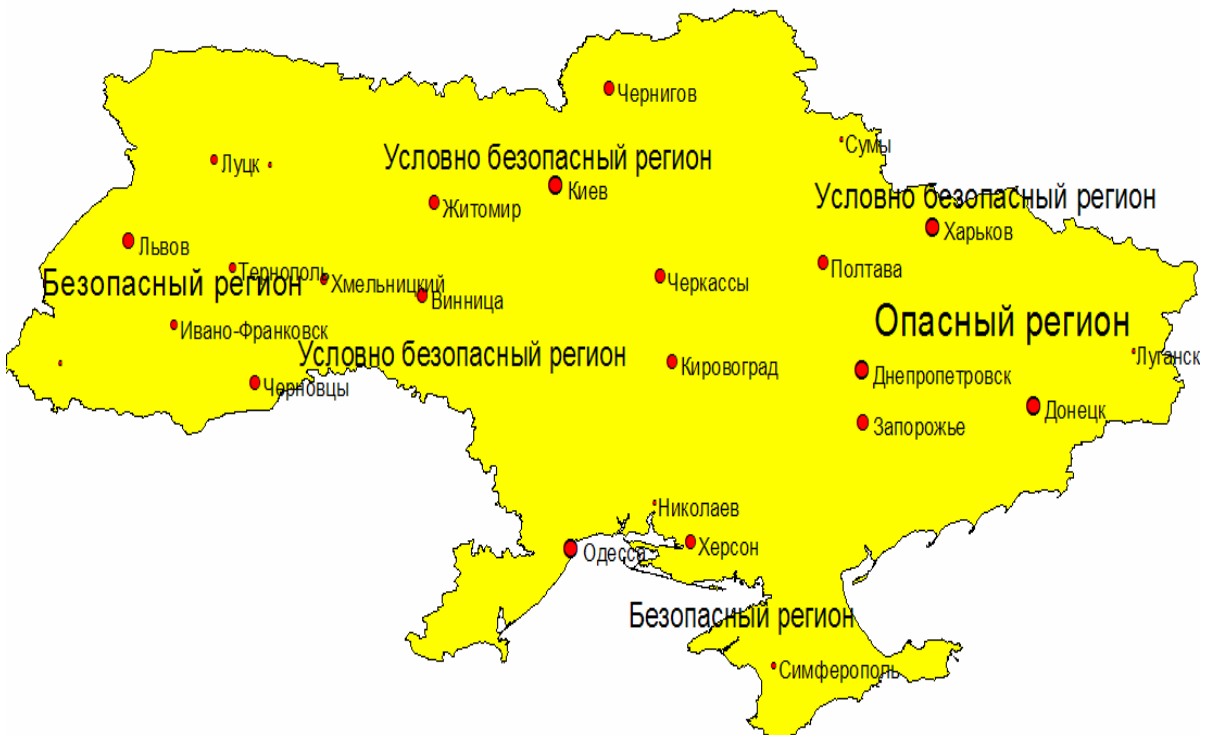 Чернигов
Сумы
Условно безопасный регион
Луцк
Киев
Условно безопасный регион
Житомир
Харьков
Львов
Тернополь
Полтава
Безопасный регион
Хмельницкий
Черкассы
Винница
Опасный регион
Ивано-Франковск
Условно безопасный регион
Луганск
Кировоград
Днепропетровск
Черновцы
Донецк
Запорожье
Николаев
Херсон
Одесса
Безопасный регион
Симферополь